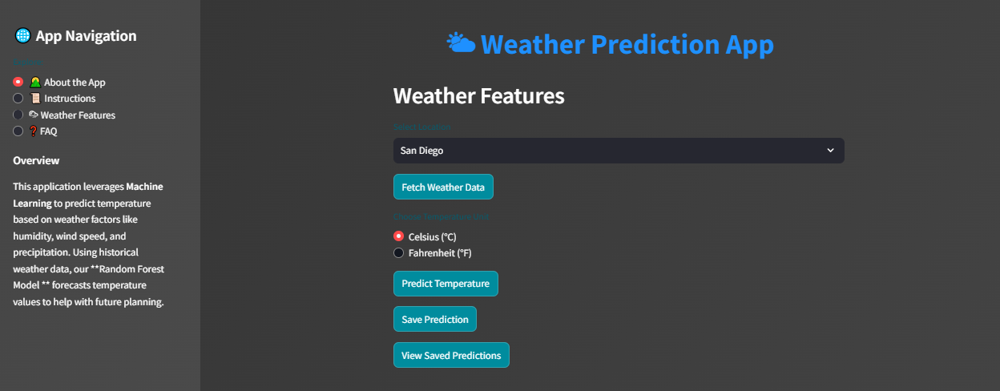 App Navigation
About the App
Instructions
Weather Features
FAQ
Overview
This application leverages Machine
Learning to predict temperature
based on weather factors like
humidity, wind speed, and
precipitation. Using historical
weather data, our **Random Forest
Model ** forecasts temperature
values to help with future planning.
Weather Prediction App
Weather Features
Select Location
San Diego
Fetch Weather Data
Choose Temperature Unit:
Celsius (°C)
Fahrenheit (°F)
Predict Temperature
Save Prediction
View Saved Predictions